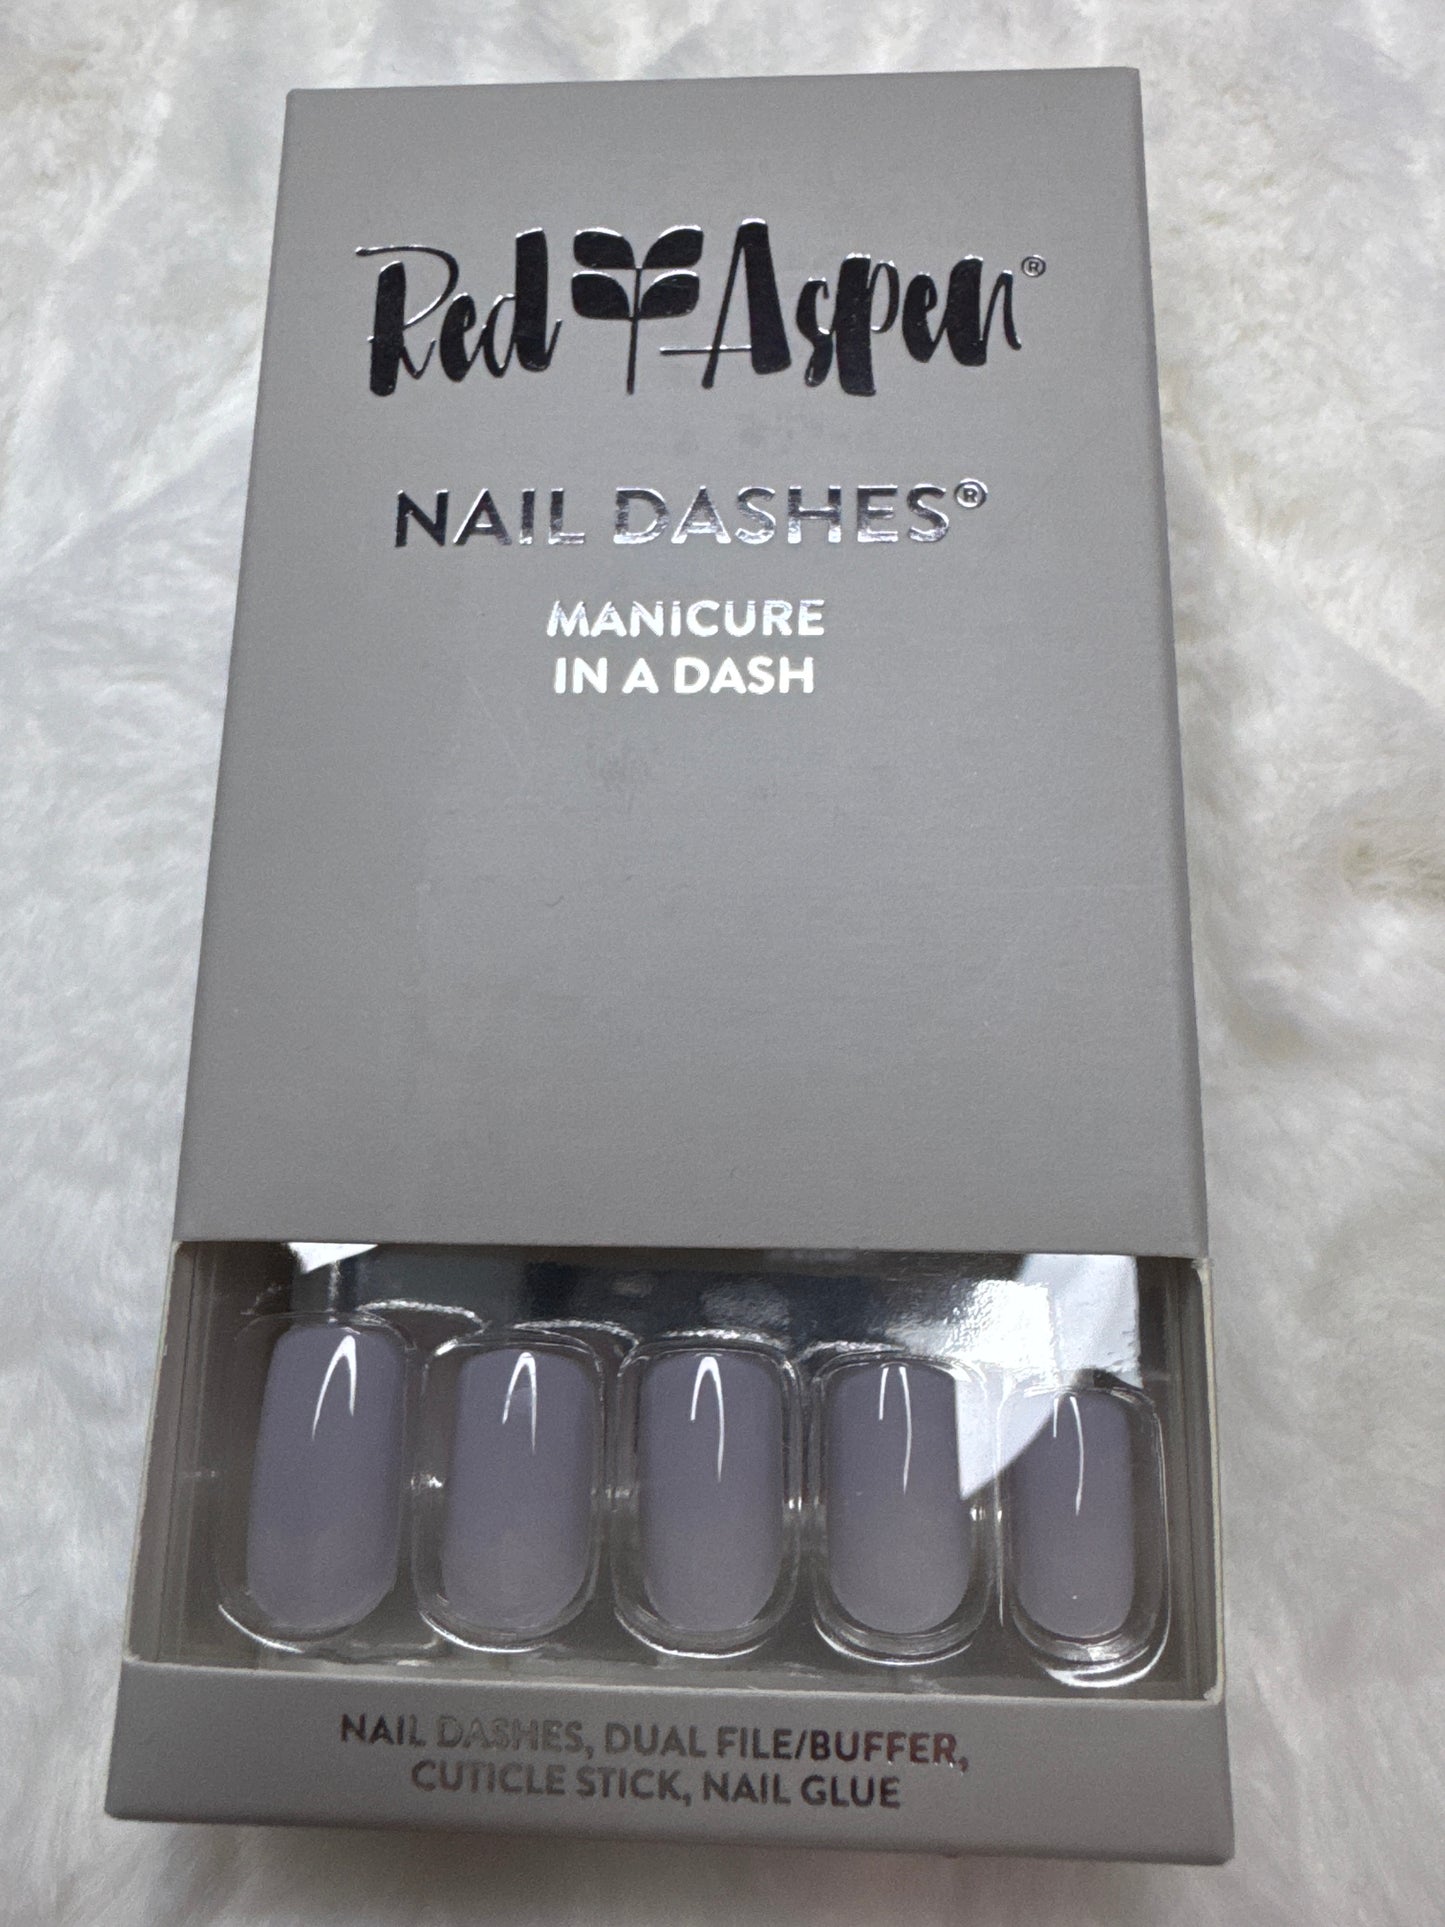 Red Aspen®
NAIL DASHES®
MANICURE
IN A DASH
NAIL DASHES, DUAL FILE/BUFFER,
CUTICLE STICK, NAIL GLUE